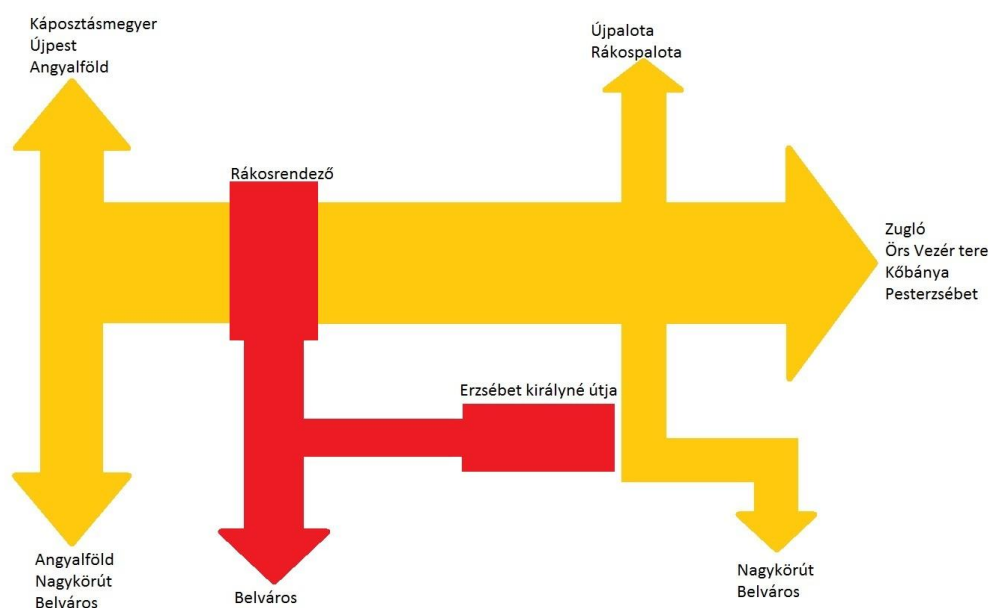 Káposztásmegyer
Újpest
Angyalföld
Újpalota
Rákospalota
Rákosrendező
Zugló
Örs Vezér tere
Kőbánya
Pesterzsébet
Erzsébet királyné útja
Angyalföld
Nagykörút
Belváros
Belváros
Nagykörút
Belváros